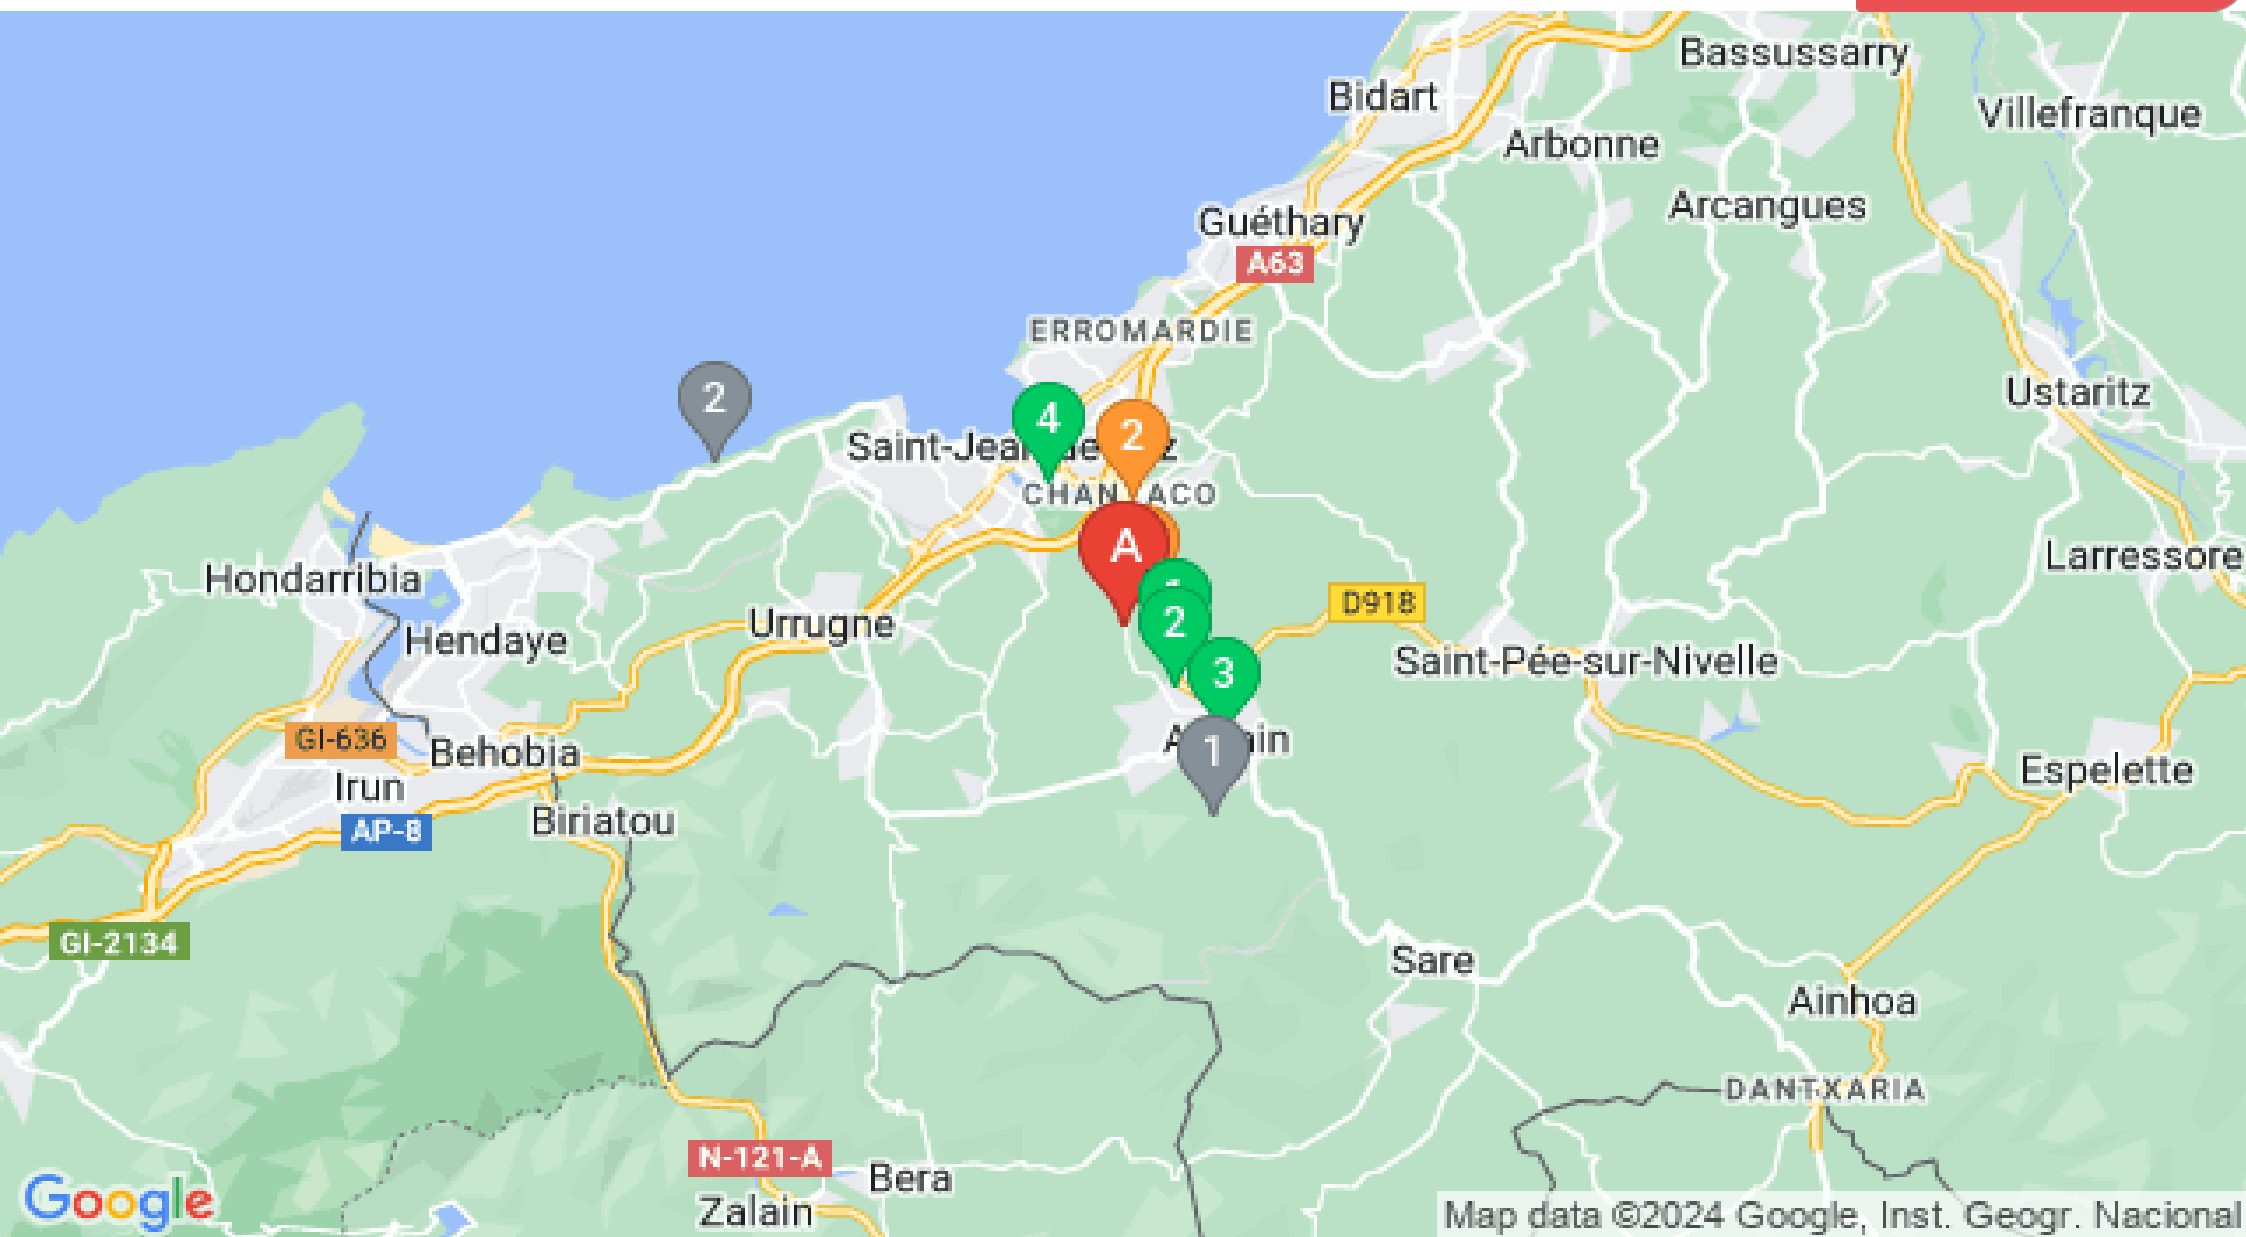 Bassussarry
Bidart
Villefranque
Arbonne
Arcangues
Guéthary
A63
ERROMARDIE
2
4
2
Ustaritz
Saint-Jean
z
CHAN ACO
A
Larressore
Hondarribia
D918
2
Urrugne
Hendaye
Saint-Pée-sur-Nivelle
3
GI-636
A in
1
Behobia
Espelette
Irun
Biriatou
AP-8
GI-2134
Sare
Ainhoa
DANTXARIA
N-121-A
Bera
Zalain
Google
Map data ©2024 Google, Inst. Geogr. Nacional